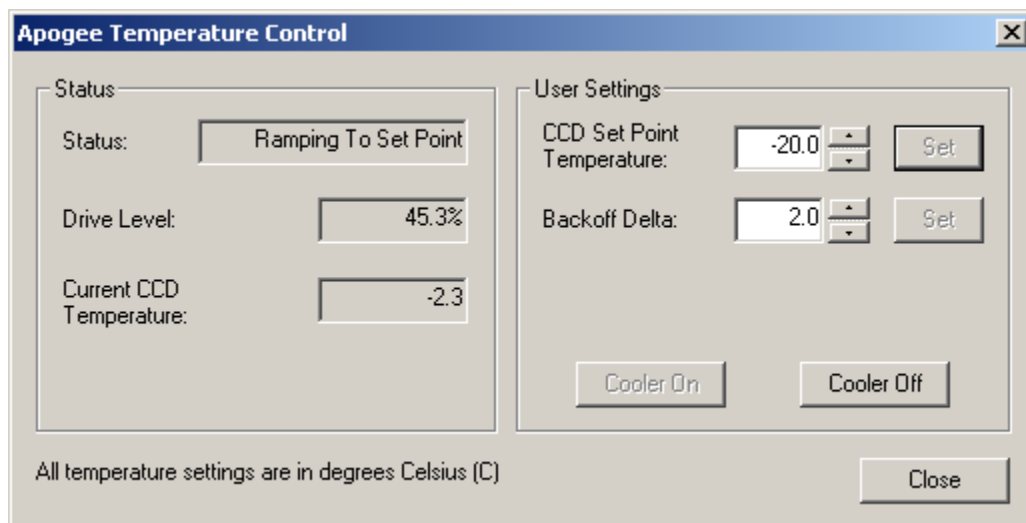 Apogee Temperature Control
Status
Status:
Ramping To Set Point
Drive Level:
45.3%
Current CCD
Temperature:
-2.3
User Settings
CCD Set Point
Temperature:
-20.0
Set
Backoff Delta:
2.0
Set
Cooler On
Cooler Off
All temperature settings are in degrees Celsius (C)
Close